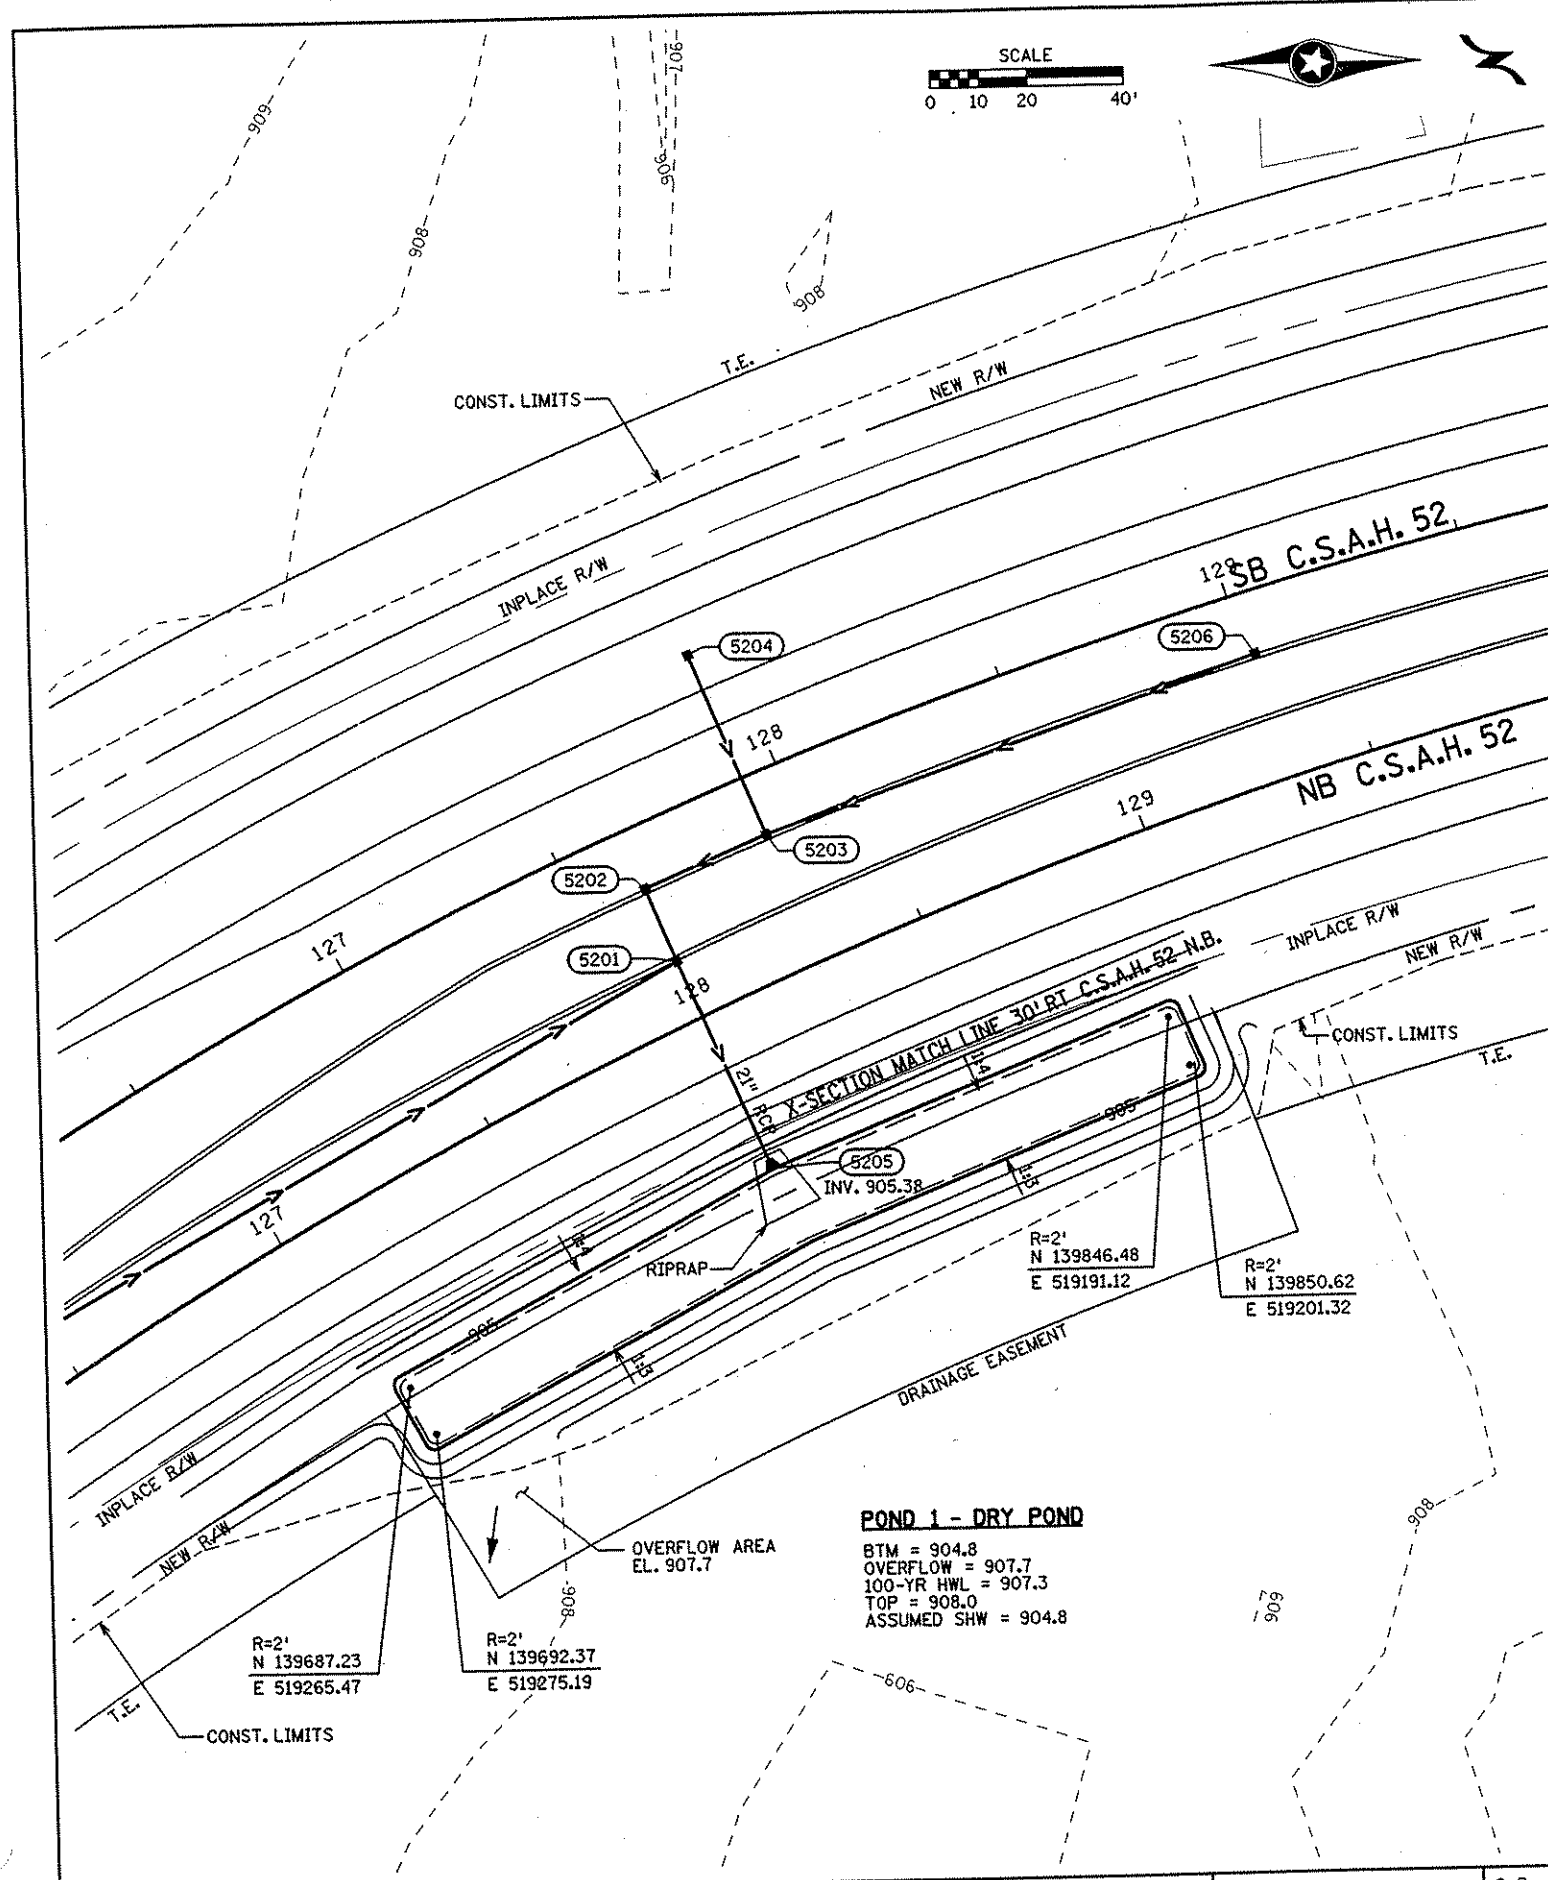 SCALE
0 10 20 40'
N
907
909
906
908
908
T.E.
CONST. LIMITS
NEW R/W
INPLACE R/W
SB C.S.A.H. 52
129
5204
5206
128
NB C.S.A.H. 52
129
5203
5202
127
5201
128
INPLACE R/W
NEW R/W
X-SECTION MATCH LINE 30' RT C.S.A.H. 52 N.B.
CONST. LIMITS
T.E.
1:4
21" RCP
905
5205
INV. 905.38
1:3
127
1:4
RIPRAP
R=2'
N 139846.48
E 519191.12
R=2'
N 139850.62
E 519201.32
905
1:3
DRAINAGE EASEMENT
INPLACE R/W
NEW R/W
OVERFLOW AREA
EL. 907.7
POND 1 - DRY POND
BTM = 904.8
OVERFLOW = 907.7
100-YR HWL = 907.3
TOP = 908.0
ASSUMED SHW = 904.8
908
908
909
R=2'
N 139687.23
E 519265.47
R=2'
N 139692.37
E 519275.19
909
T.E.
CONST. LIMITS